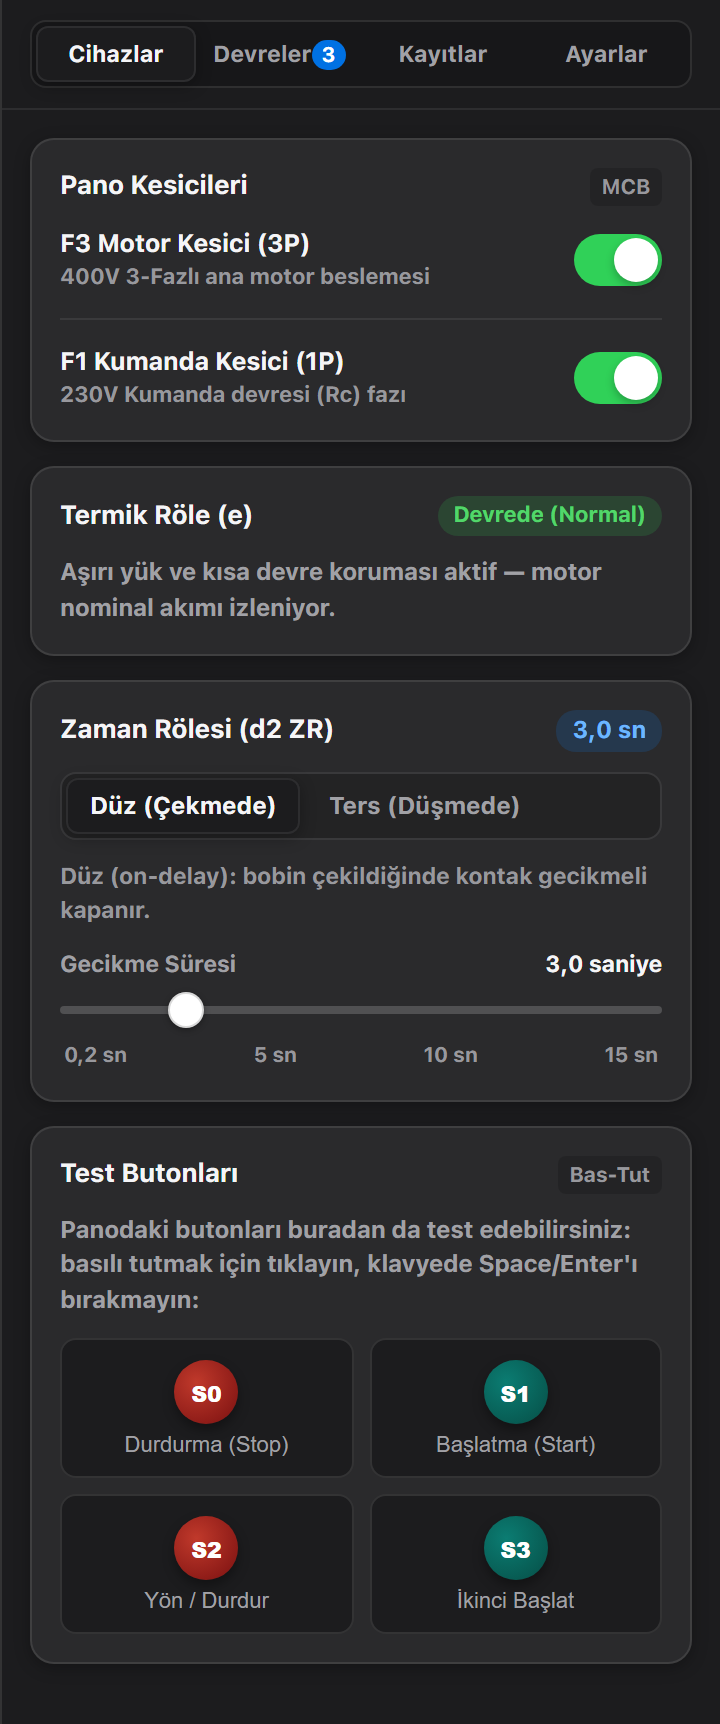 Cihazlar
Devreler 3
Kayıtlar
Ayarlar
Pano Kesicileri
MCB
F3 Motor Kesici (3P)
400V 3-Fazlı ana motor beslemesi
F1 Kumanda Kesici (1P)
230V Kumanda devresi (Rc) fazı
Termik Röle (e)
Devrede (Normal)
Aşırı yük ve kısa devre koruması aktif — motor
nominal akımı izleniyor.
Zaman Rölesi (d2 ZR)
3,0 sn
Düz (Çekmede)
Ters (Düşmede)
Düz (on-delay): bobin çekildiğinde kontak gecikmeli
kapanır.
Gecikme Süresi
3,0 saniye
0,2 sn
5 sn
10 sn
15 sn
Test Butonları
Bas-Tut
Panodaki butonları buradan da test edebilirsiniz:
basılı tutmak için tıklayın, klavyede Space/Enter'ı
bırakmayın:
S0
Durdurma (Stop)
S1
Başlatma (Start)
S2
Yön / Durdur
S3
İkinci Başlat